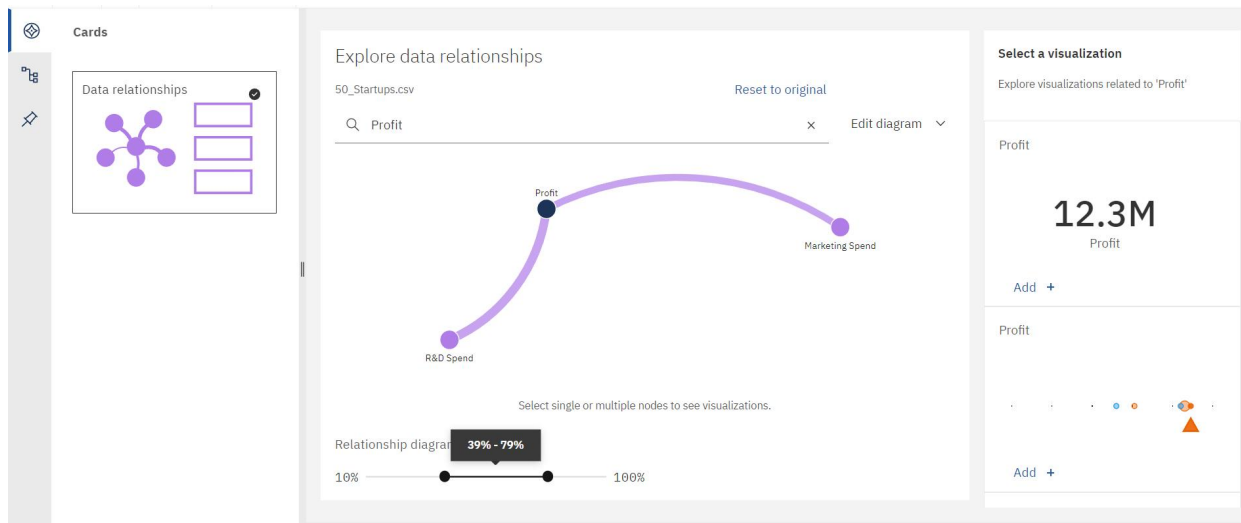 Cards
Data relationships
Explore data relationships
50_Startups.csv
Reset to original
Profit
Edit diagram
Profit
Marketing Spend
R&D Spend
Select single or multiple nodes to see visualizations.
Relationship diagram
39% - 79%
10%
100%
Select a visualization
Explore visualizations related to 'Profit'
Profit
12.3M
Profit
Add +
Profit
Add +